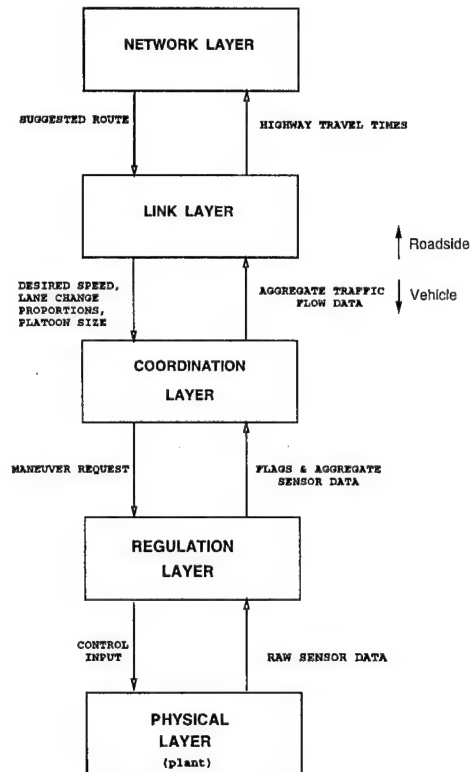 NETWORK LAYER
SUGGESTED ROUTE
HIGHWAY TRAVEL TIMES
LINK LAYER
Roadside
Vehicle
DESIRED SPEED,
LANE CHANGE
PROPORTIONS,
PLATOON SIZE
AGGREGATE TRAFFIC
FLOW DATA
COORDINATION
LAYER
MANEUVER REQUEST
FLAGS & AGGREGATE
SENSOR DATA
REGULATION
LAYER
CONTROL
INPUT
RAW SENSOR DATA
PHYSICAL
LAYER
(plant)